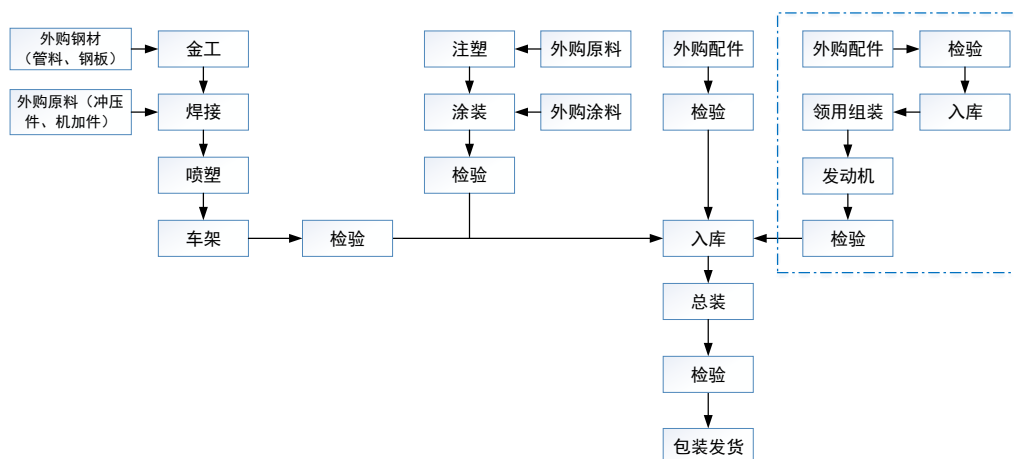 外购钢材
（管料、钢板）
金工
注塑
外购原料
外购配件
外购配件
检验
外购原料（冲压
件、机加件）
焊接
涂装
外购涂料
检验
领用组装
入库
喷塑
检验
发动机
车架
检验
入库
检验
总装
检验
包装发货